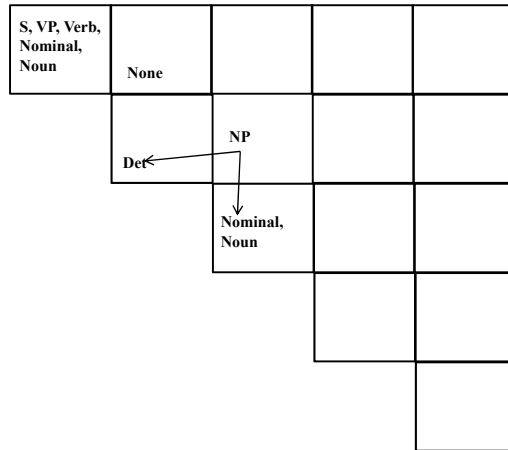 S, VP, Verb,
Nominal,
Noun
None
NP
Det
Nominal,
Noun